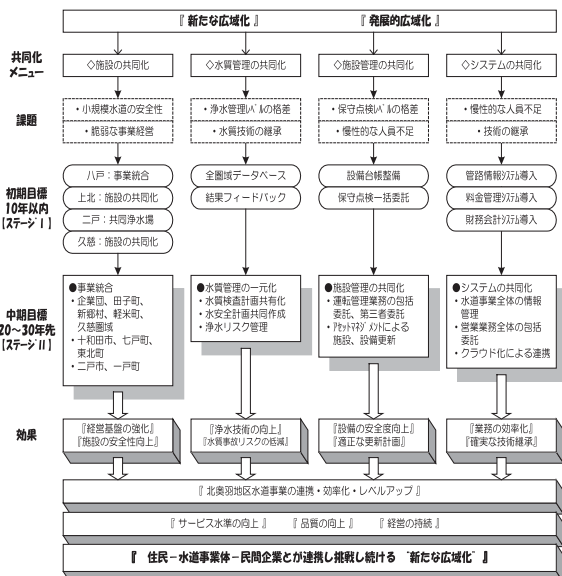 『 新たな広域化 』 『 発展的広域化 』
共同化
メニュー
◇施設の共同化
◇水質管理の共同化
◇施設管理の共同化
◇システムの共同化
課題
・小規模水道の安全性
・脆弱な事業経営
・浄水管理ﾚﾍﾞﾙの格差
・水質技術の継承
・保守点検ﾚﾍﾞﾙの格差
・慢性的な人員不足
・慢性的な人員不足
・技術の継承
初期目標
10年以内
【ステージⅠ】
八戸：事業統合
上北：施設の共同化
二戸：共同浄水場
久慈：施設の共同化
全圏域データベース
結果フィードバック
設備台帳整備
保守点検一括委託
管路情報ｼｽﾃﾑ導入
料金管理ｼｽﾃﾑ導入
財務会計ｼｽﾃﾑ導入
中期目標
20～30年先
【ステージⅡ】
●事業統合
・企業団、田子町、
新郷村、軽米町、
久慈圏域
・十和田市、七戸町、
東北町
・二戸市、一戸町
●水質管理の一元化
・水質検査計画共有化
・水安全計画共同作成
・浄水リスク管理
●施設管理の共同化
・運転管理業務の包括
委託、第三者委託
・ｱｾｯﾄﾏﾈｼﾞﾒﾝﾄによる
施設、設備更新
●システムの共同化
・水道事業全体の情報
管理
・営業業務全体の包括
委託
・クラウド化による連携
効果
『経営基盤の強化』
『施設の安全性向上』
『浄水技術の向上』
『水質事故リスクの低減』
『設備の安全度向上』
『適正な更新計画』
『業務の効率化』
『確実な技術継承』
『 北奥羽地区水道事業の連携・効率化・レベルアップ 』
『 サービス水準の向上 』 『 品質の向上 』 『 経営の持続 』
『 住民－水道事業体－民間企業とが連携し挑戦し続ける “新たな広域化” 』